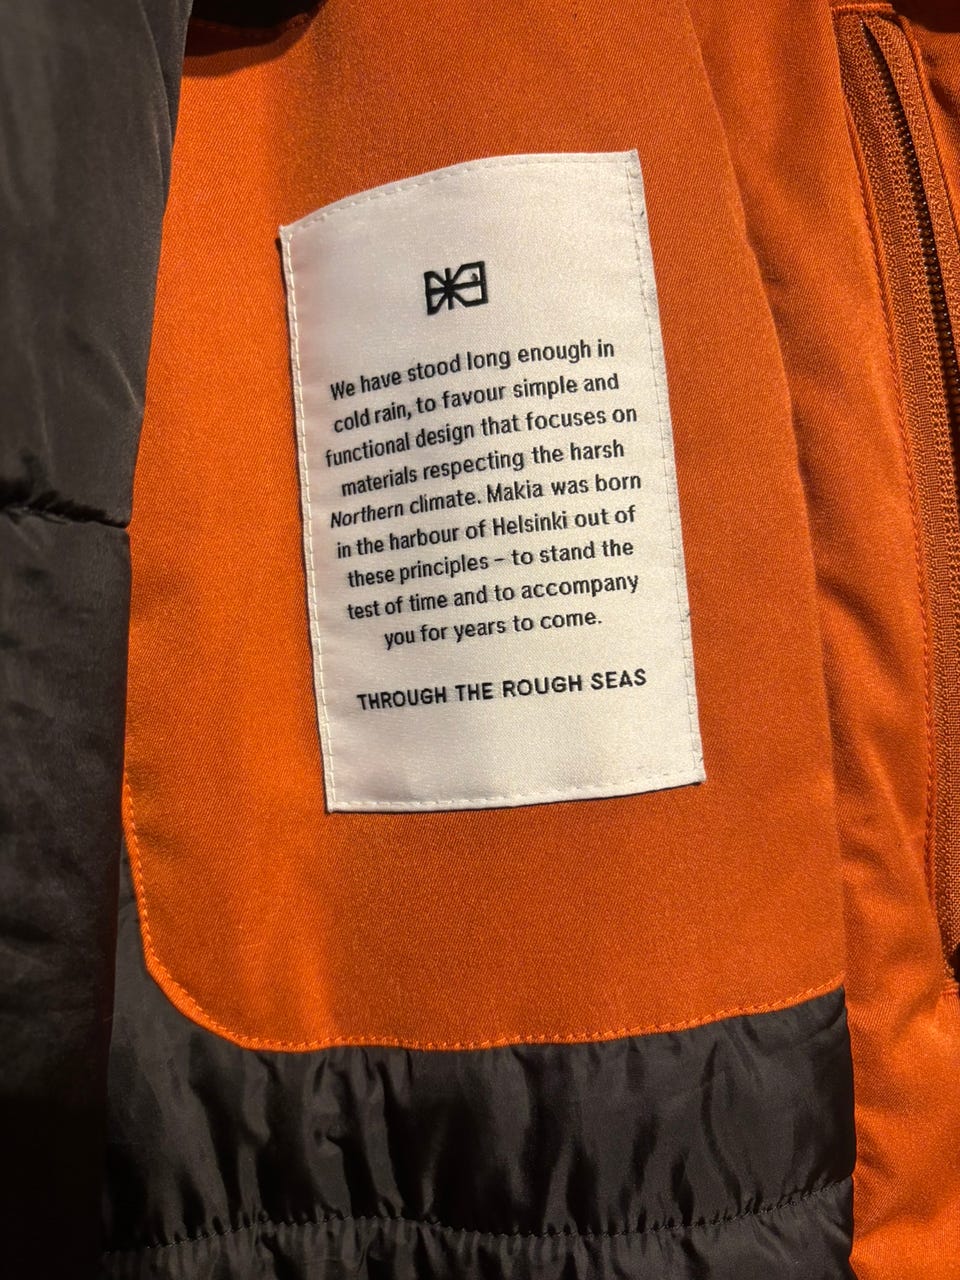 We have stood long enough in
cold rain, to favour simple and
functional design that focuses on
materials respecting the harsh
Northern climate. Makia was born
in the harbour of Helsinki out of
these principles – to stand the
test of time and to accompany
you for years to come.
THROUGH THE ROUGH SEAS